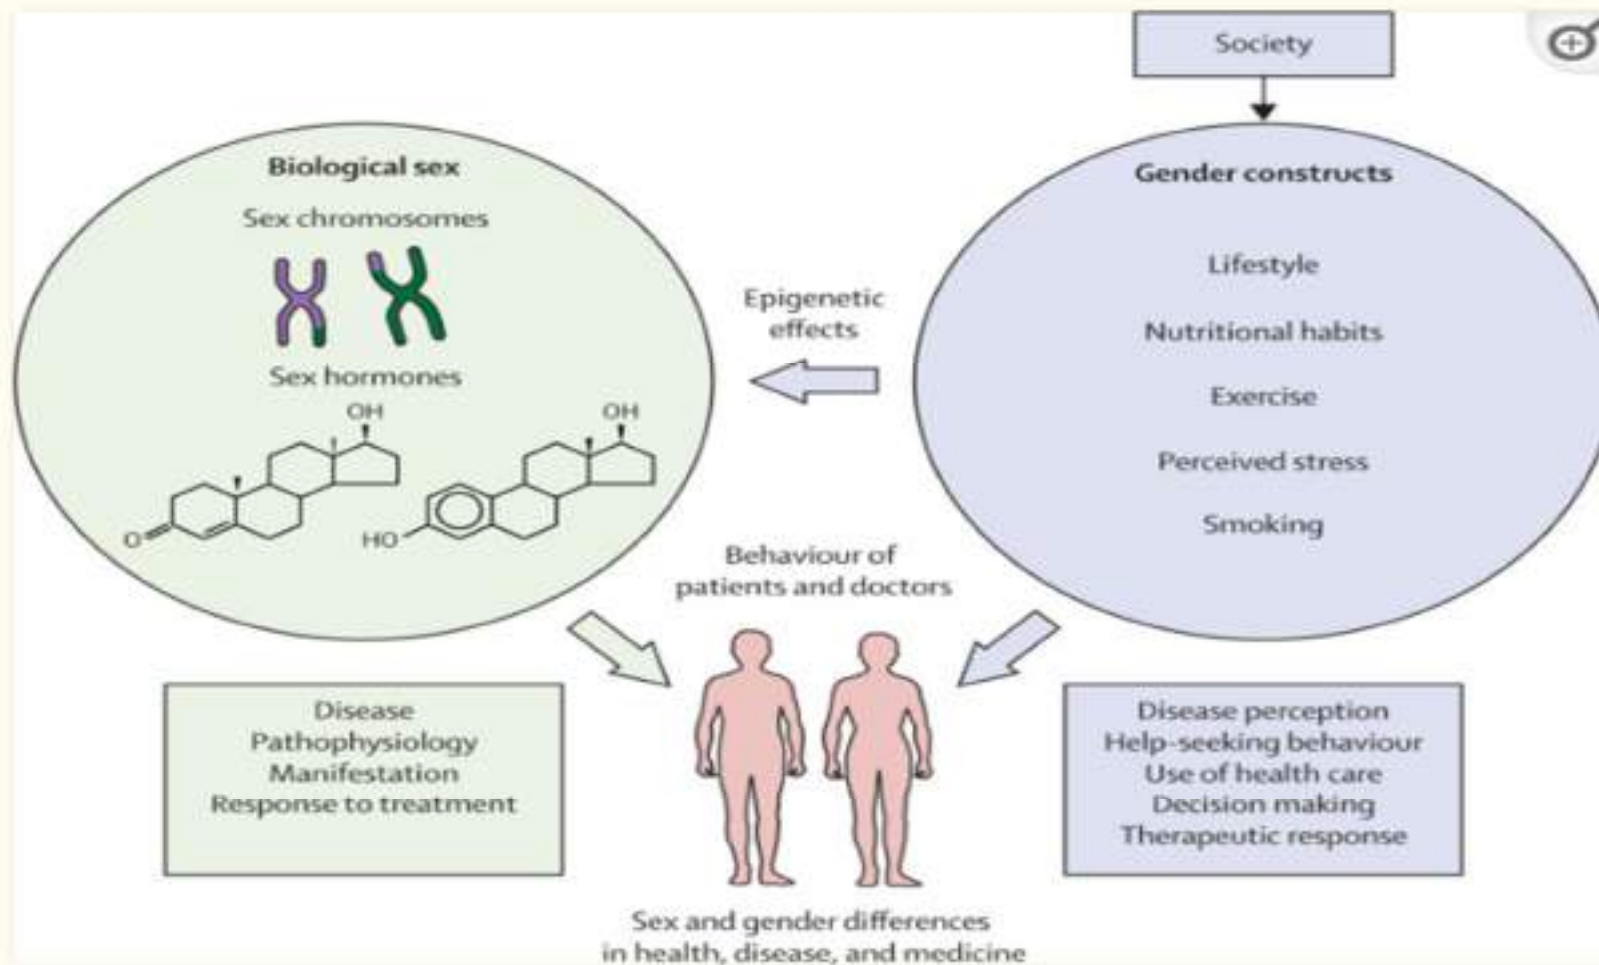 Society
Biological sex
Sex chromosomes
Sex hormones
OH
OH
O
HO
Epigenetic
effects
Gender constructs
Lifestyle
Nutritional habits
Exercise
Perceived stress
Smoking
Behaviour of
patients and doctors
Disease
Pathophysiology
Manifestation
Response to treatment
Disease perception
Help-seeking behaviour
Use of health care
Decision making
Therapeutic response
Sex and gender differences
in health, disease, and medicine